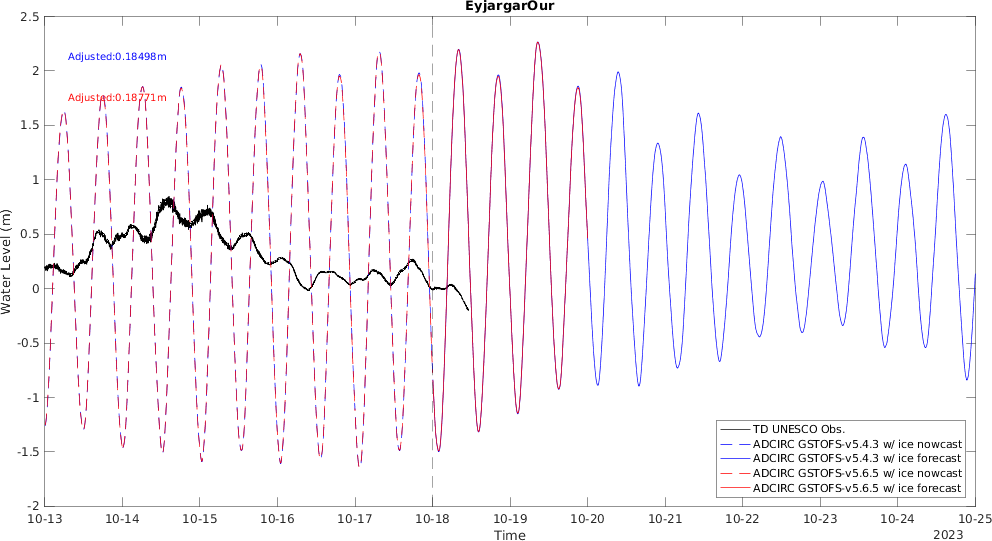 EyjargarOur
Adjusted:0.18498m
Adjusted:0.18771m
Water Level (m)
2.5
2
1.5
1
0.5
0
-0.5
-1
-1.5
-2
TD UNESCO Obs.
ADCIRC GSTOFS-v5.4.3 w/ ice nowcast
ADCIRC GSTOFS-v5.4.3 w/ ice forecast
ADCIRC GSTOFS-v5.6.5 w/ ice nowcast
ADCIRC GSTOFS-v5.6.5 w/ ice forecast
10-13 10-14 10-15 10-16 10-17 10-18 10-19 10-20 10-21 10-22 10-23 10-24 10-25
Time
2023